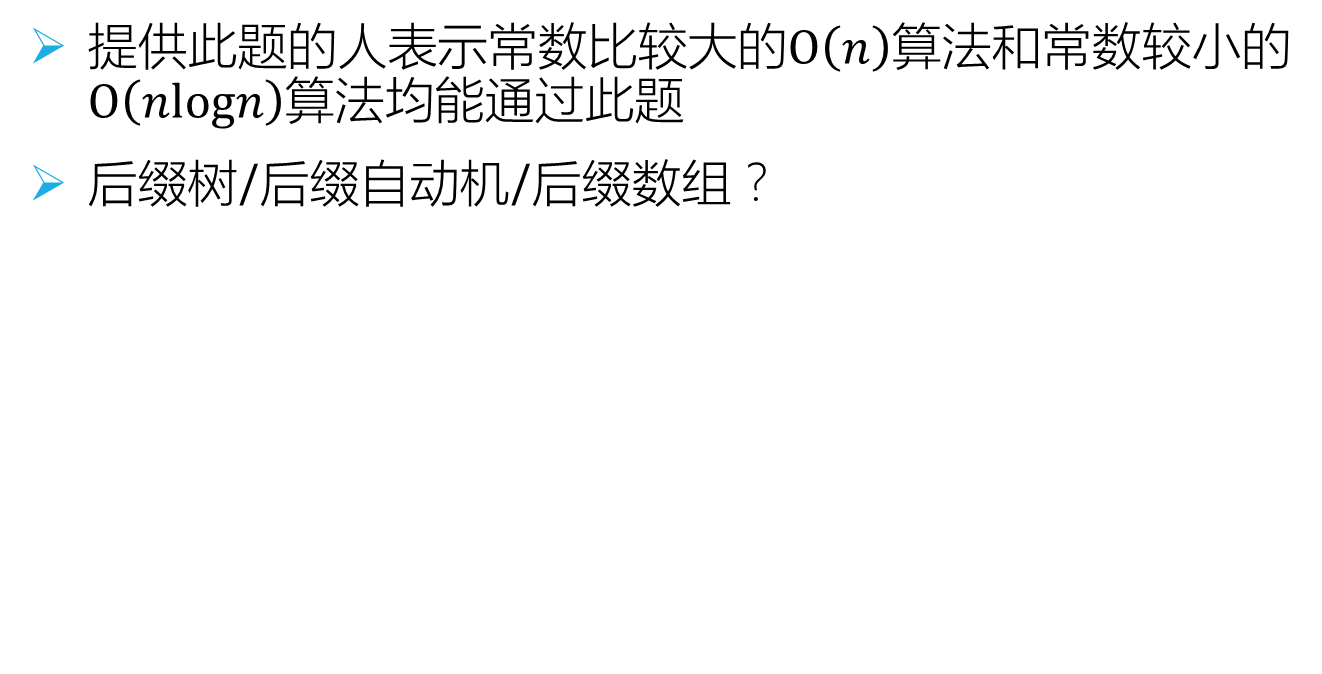 ➢ 提供此题的人表示常数比较大的O(n)算法和常数较小的
O(nlogn)算法均能通过此题
➢ 后缀树/后缀自动机/后缀数组？